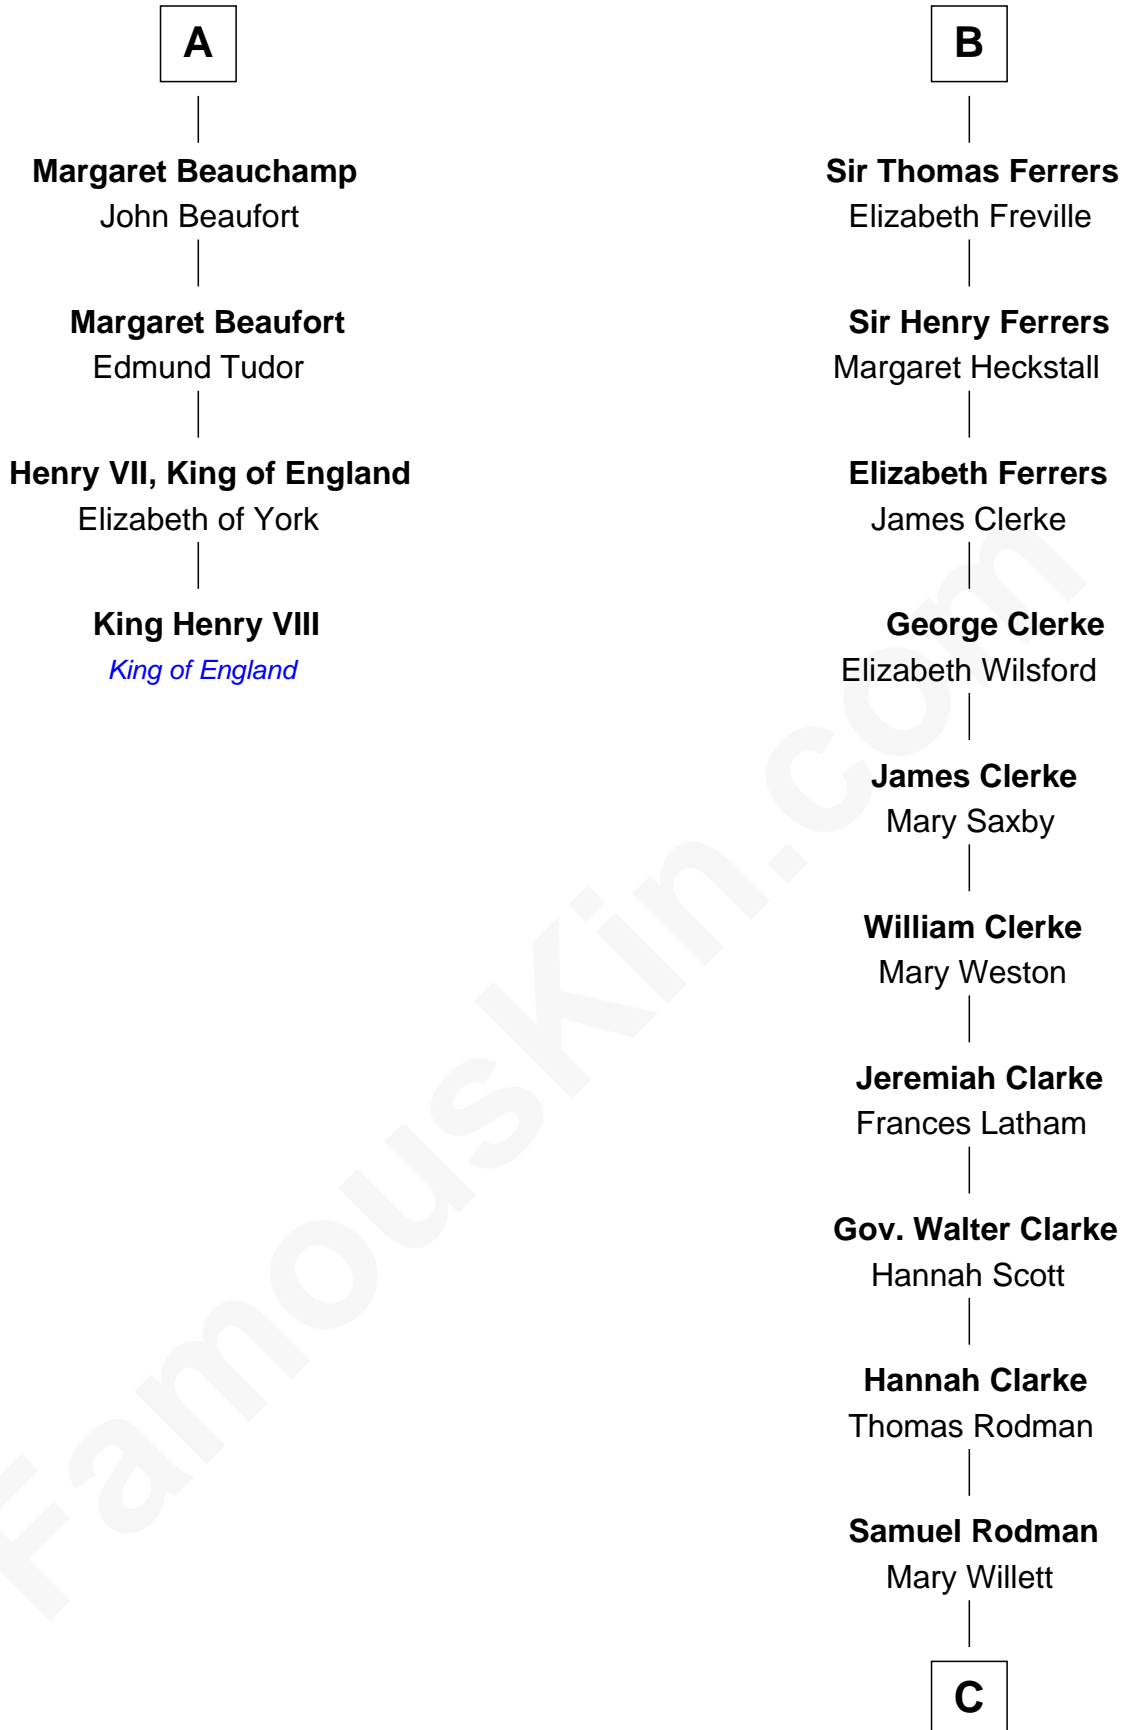 A
Margaret Beauchamp
John Beaufort
Margaret Beaufort
Edmund Tudor
Henry VII, King of England
Elizabeth of York
King Henry VIII
King of England
B
Sir Thomas Ferrers
Elizabeth Freville
Sir Henry Ferrers
Margaret Heckstall
Elizabeth Ferrers
James Clerke
George Clerke
Elizabeth Wilsford
James Clerke
Mary Saxby
William Clerke
Mary Weston
Jeremiah Clarke
Frances Latham
Gov. Walter Clarke
Hannah Scott
Hannah Clarke
Thomas Rodman
Samuel Rodman
Mary Willett
C
FamousKin.com